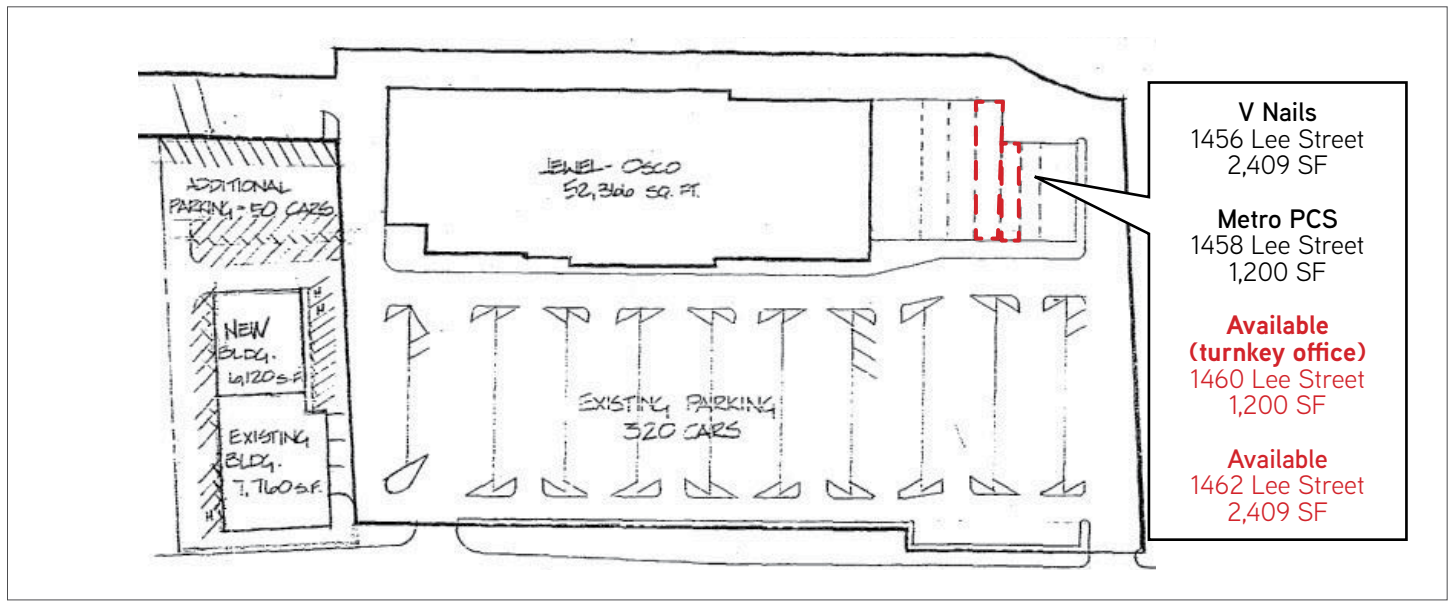 JEWEL-OSCO
52,366 SQ. FT.
ADDITIONAL
PARKING = 50 CARS
NEW
BLDG.
6,120 S.F.
EXISTING
BLDG.
7,760 S.F.
H
H
H
EXISTING PARKING
320 CARS
V Nails
1456 Lee Street
2,409 SF
Metro PCS
1458 Lee Street
1,200 SF
Available
(turnkey office)
1460 Lee Street
1,200 SF
Available
1462 Lee Street
2,409 SF